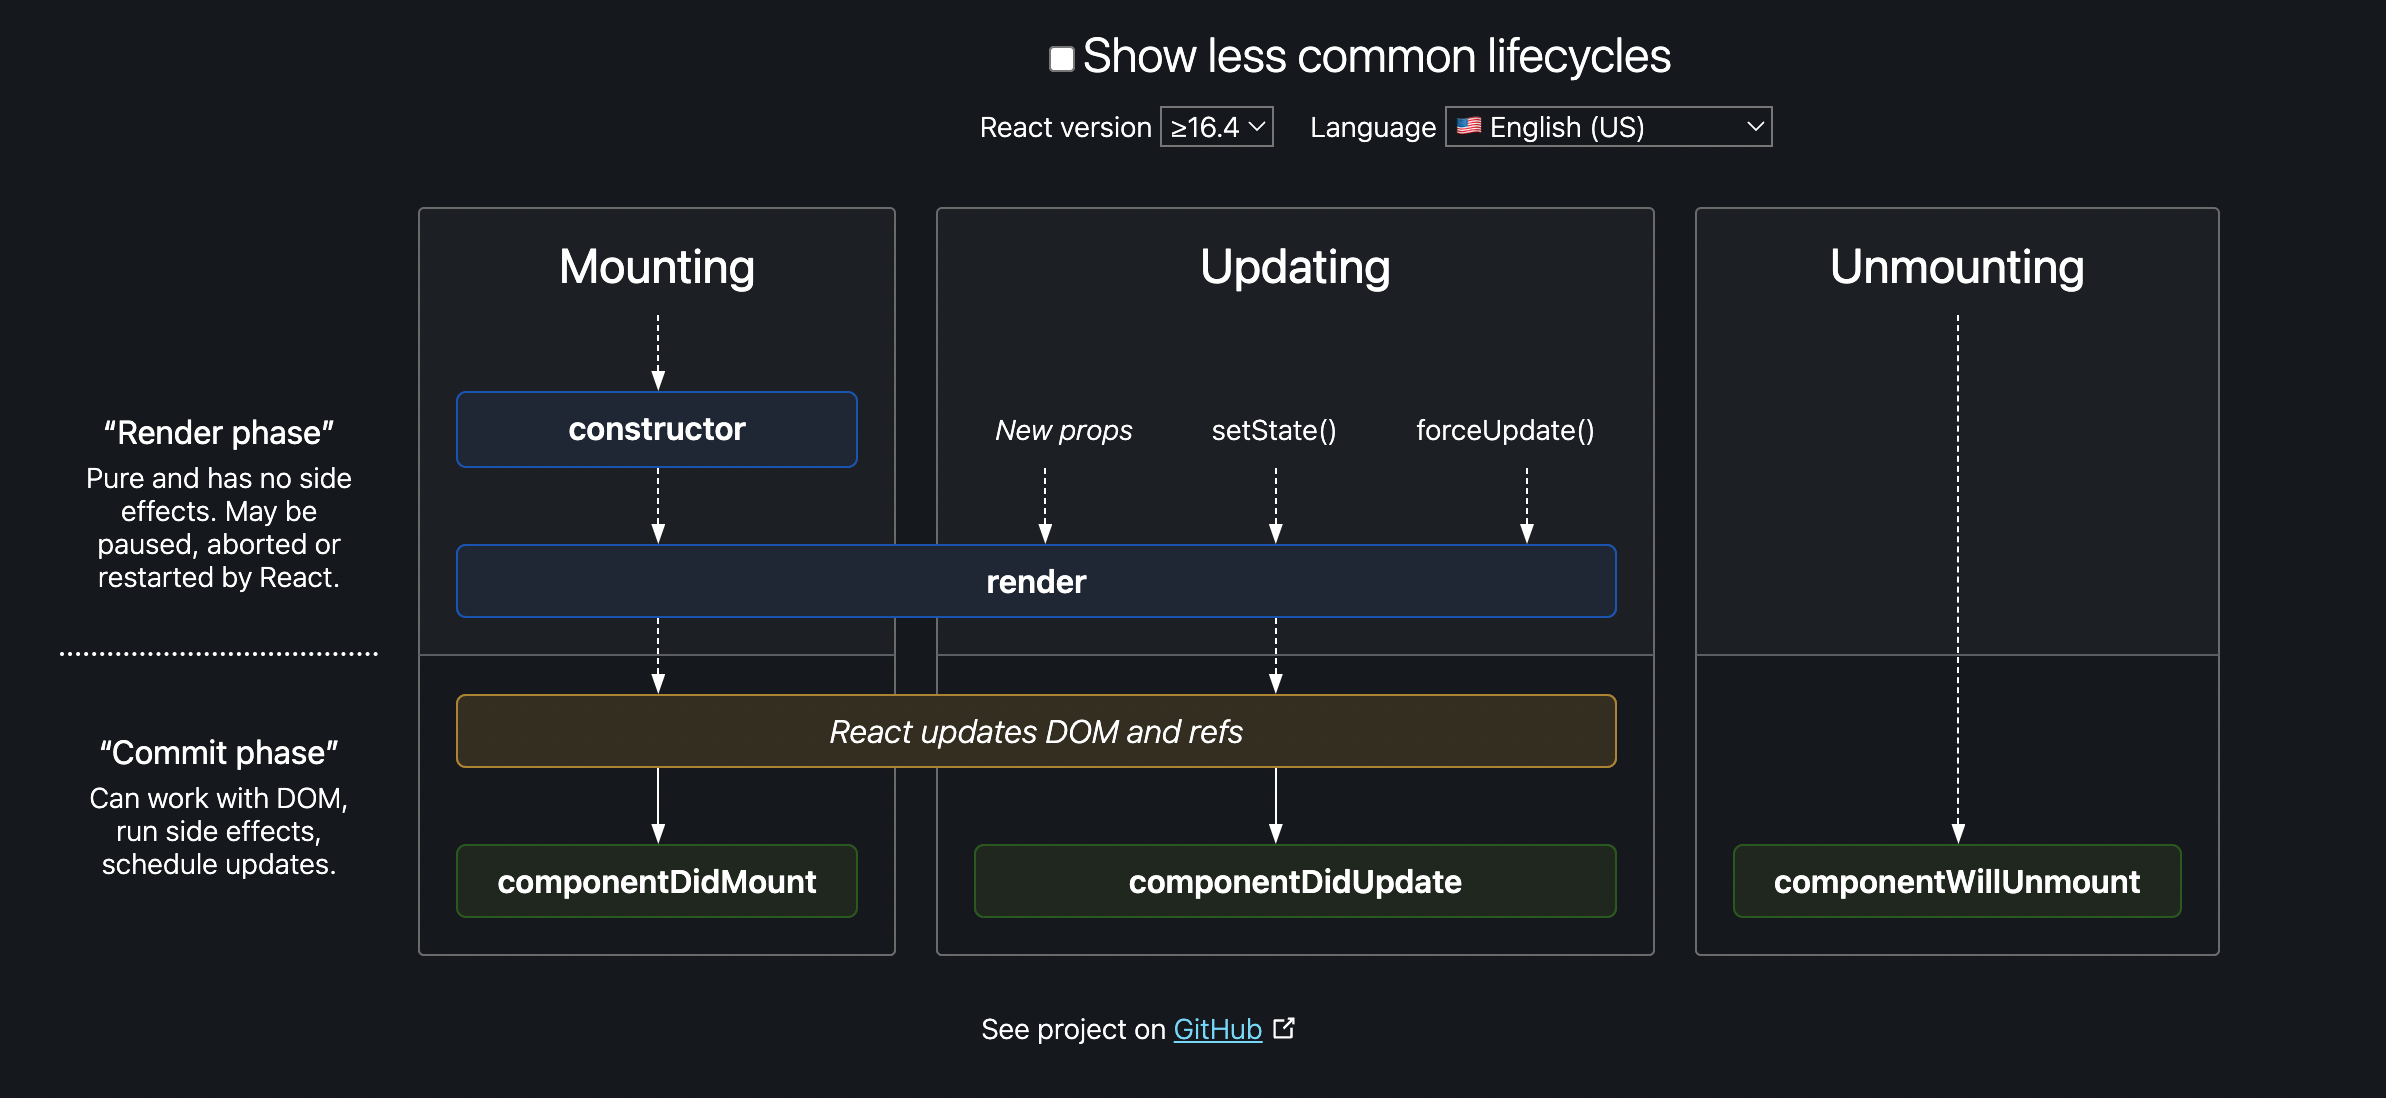 Show less common lifecycles
React version ≥16.4 Language 🇺🇸 English (US)
Mounting
Updating
Unmounting
“Render phase”
Pure and has no side
effects. May be
paused, aborted or
restarted by React.
constructor
New props
setState()
forceUpdate()
render
“Commit phase”
Can work with DOM,
run side effects,
schedule updates.
React updates DOM and refs
componentDidMount
componentDidUpdate
componentWillUnmount
See project on GitHub